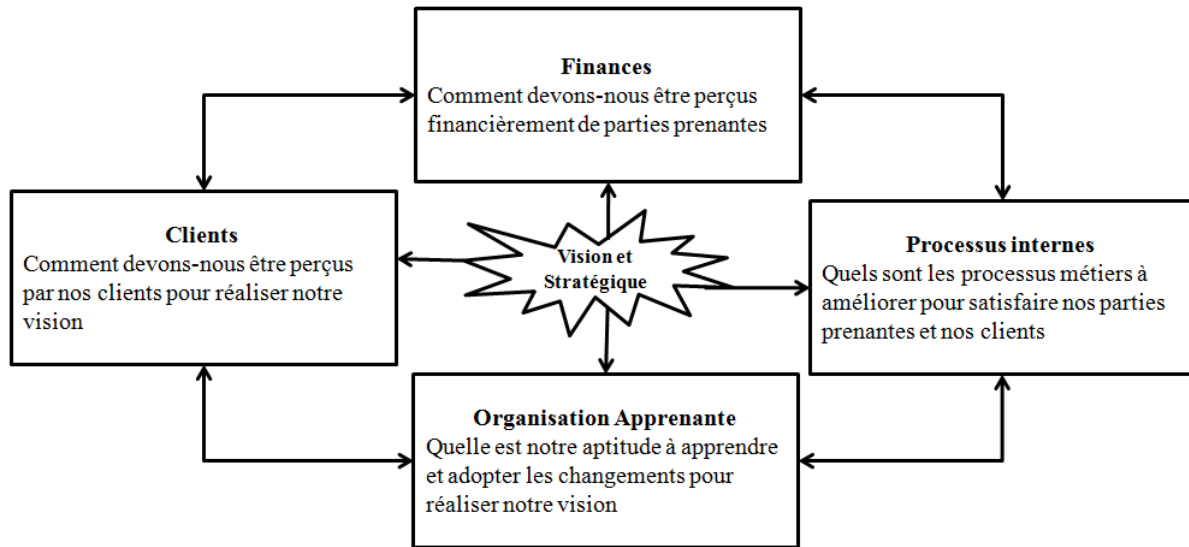 Finances
Comment devons-nous être perçus
financièrement de parties prenantes
Clients
Comment devons-nous être perçus
par nos clients pour réaliser notre
vision
Vision et
Stratégique
Processus internes
Quels sont les processus métiers à
améliorer pour satisfaire nos parties
prenantes et nos clients
Organisation Apprenante
Quelle est notre aptitude à apprendre
et adopter les changements pour
réaliser notre vision